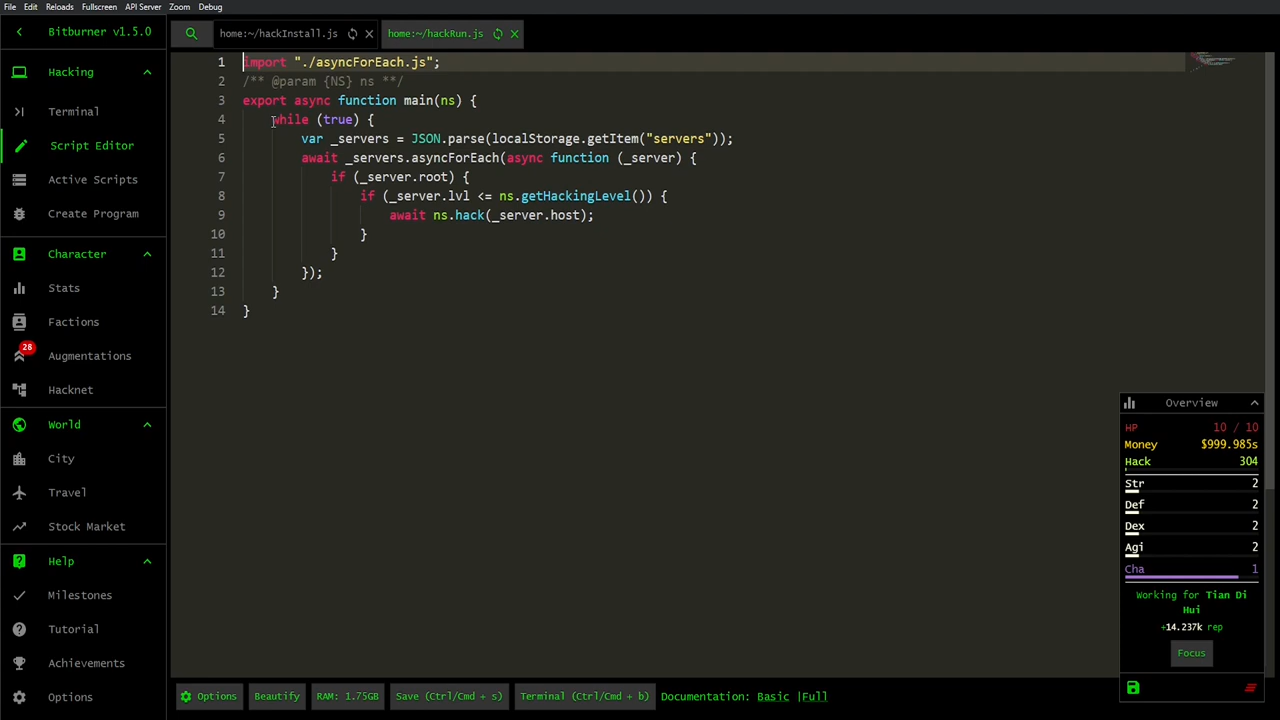 File Edit Reloads Fullscreen API Server Zoom Debug
Bitburner v1.5.0
Hacking
Terminal
Script Editor
Active Scripts
Create Program
Character
Stats
Factions
28
Augmentations
Hacknet
World
City
Travel
Stock Market
Help
Milestones
Tutorial
Achievements
Options
home:~/hackInstall.js
home:~/hackRun.js
1 import "./asyncForEach.js";
2 /** @param {NS} ns **/
3 export async function main(ns) {
4 while (true) {
5 var _servers = JSON.parse(localStorage.getItem("servers"));
6 await _servers.asyncForEach(async function (_server) {
7 if (_server.root) {
8 if (_server.lvl <= ns.getHackingLevel()) {
9 await ns.hack(_server.host);
10 }
11 }
12 });
13 }
14 }
Options Beautify RAM: 1.75GB Save (Ctrl/Cmd + s) Terminal (Ctrl/Cmd + b) Documentation: Basic |Full
Overview
HP 10 / 10
Money $999.985s
Hack 304
Str 2
Def 2
Dex 2
Agi 2
Cha 1
Working for Tian Di
Hui
+14.237k rep
Focus